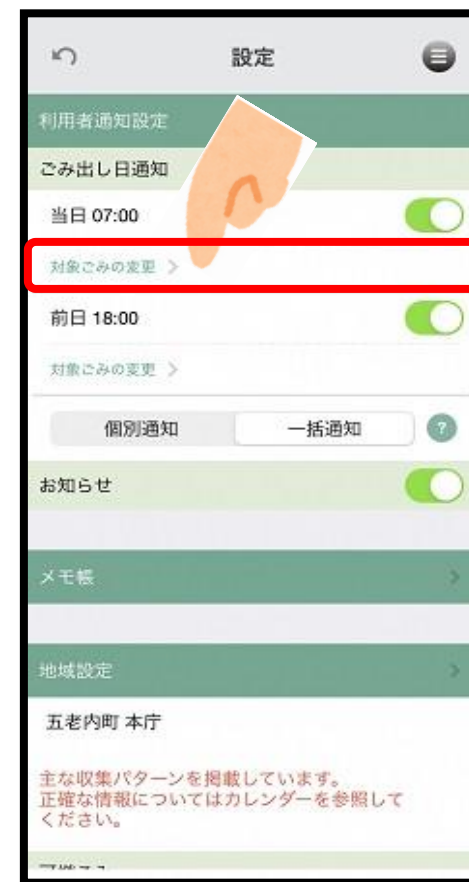 設定
利用者通知設定
ごみ出し日通知
当日 07:00
対象ごみの変更 >
前日 18:00
対象ごみの変更 >
個別通知 一括通知 ?
お知らせ
メモ帳 >
地域設定 >
五老内町 本庁
主な収集パターンを掲載しています。
正確な情報についてはカレンダーを参照して
ください。